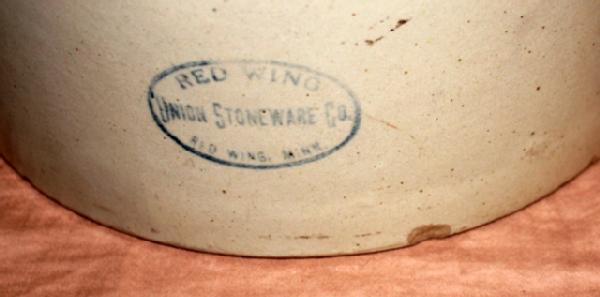 RED WING
UNION STONEWARE CO.
RED WING, MINN.